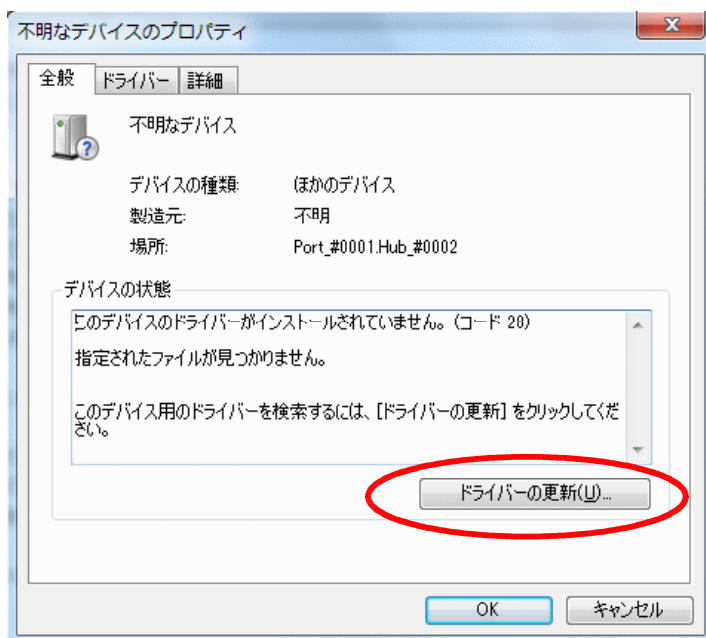 不明なデバイスのプロパティ
全般 ドライバー 詳細
不明なデバイス
デバイスの種類: ほかのデバイス
製造元: 不明
場所: Port_#0001.Hub_#0002
デバイスの状態
このデバイスのドライバーがインストールされていません。(コード 28)
指定されたファイルが見つかりません。
このデバイス用のドライバーを検索するには、[ドライバーの更新] をクリックしてくだ
さい。
ドライバーの更新(U)...
OK キャンセル